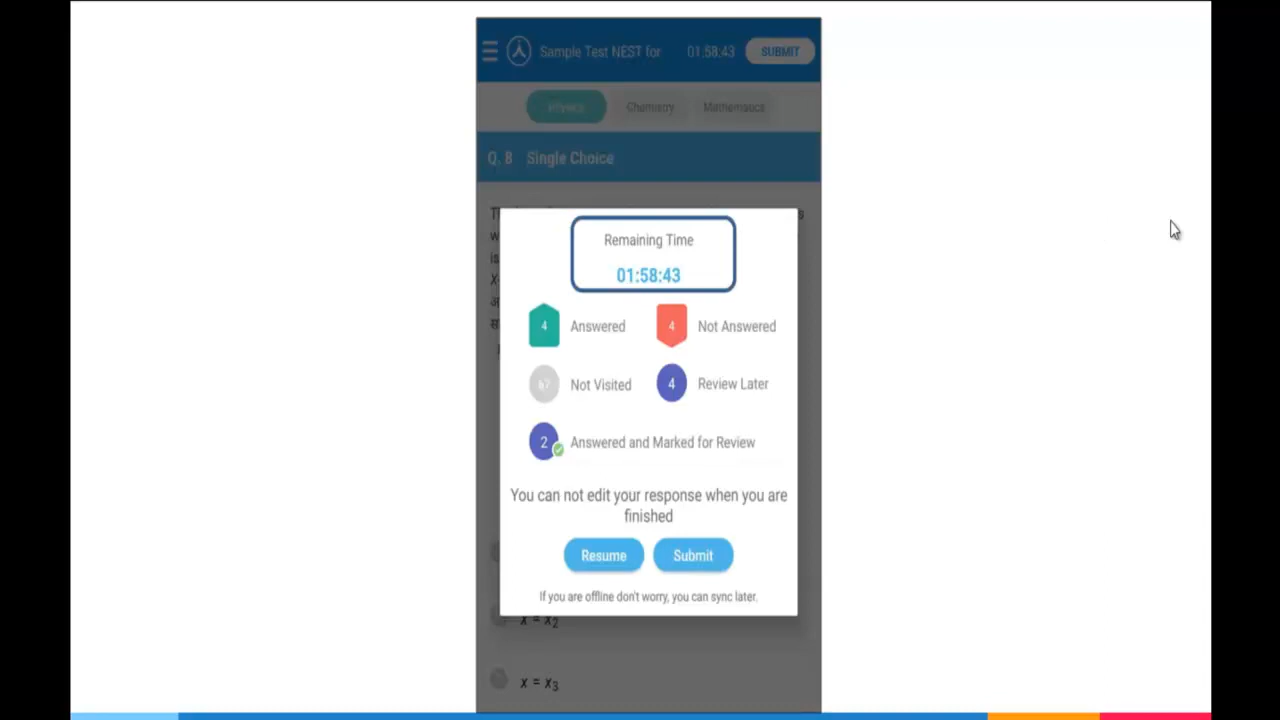 Sample Test NEST for 01:58:43 SUBMIT
Physics Chemistry Mathematics
Q. 8 Single Choice
Remaining Time
01:58:43
4 Answered 4 Not Answered
67 Not Visited 4 Review Later
2 Answered and Marked for Review
You can not edit your response when you are
finished
Resume Submit
If you are offline don't worry, you can sync later.
x = x2
x = x3